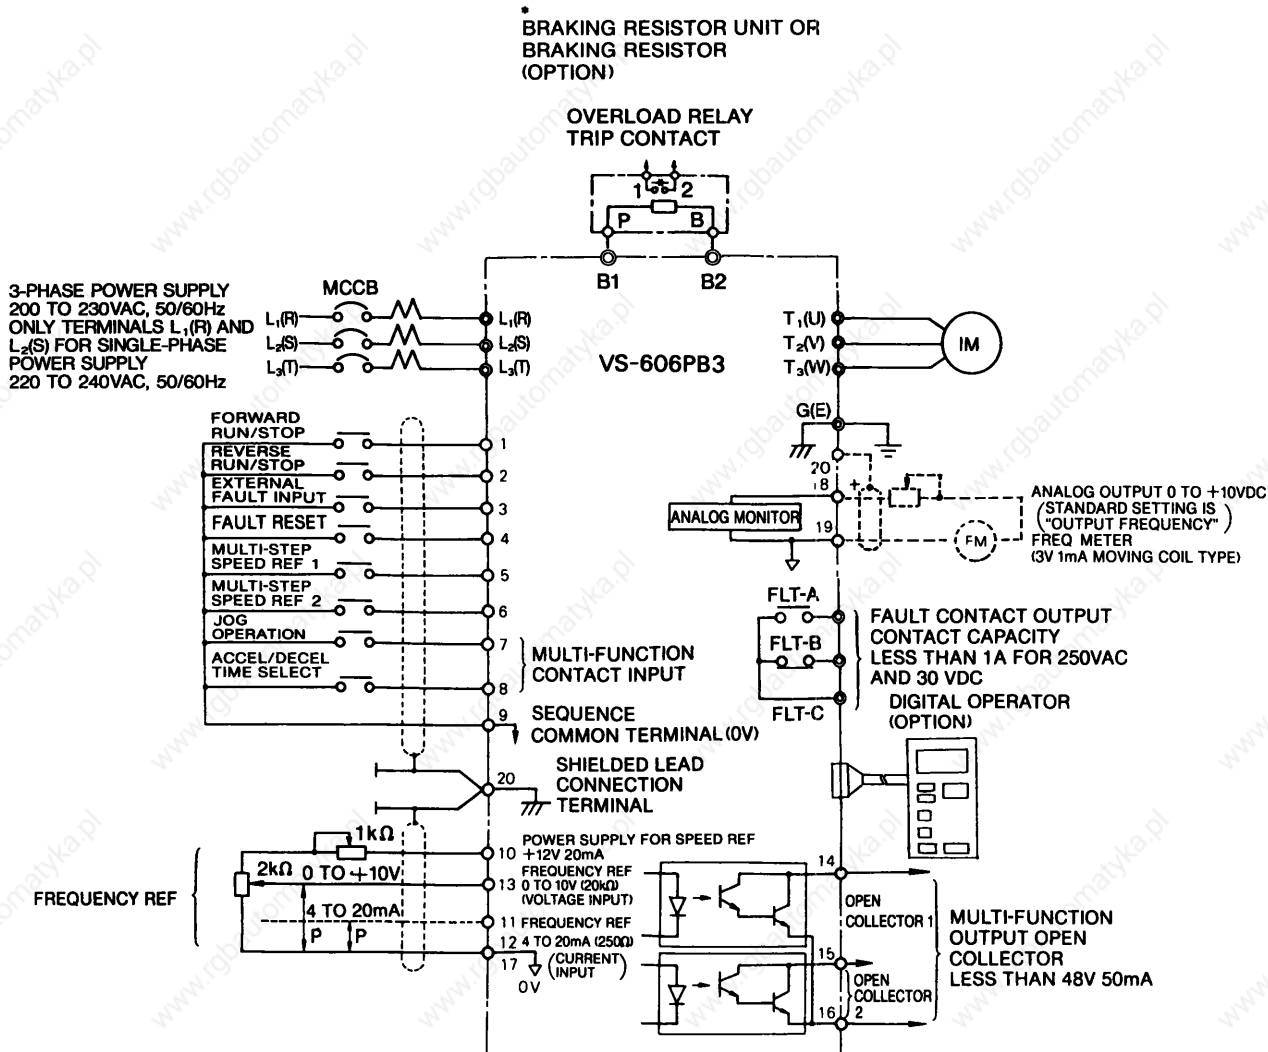 *
BRAKING RESISTOR UNIT OR
BRAKING RESISTOR
(OPTION)
OVERLOAD RELAY
TRIP CONTACT
1 2
P B
B1 B2
3-PHASE POWER SUPPLY
200 TO 230VAC, 50/60Hz
ONLY TERMINALS L₁(R) AND
L₂(S) FOR SINGLE-PHASE
POWER SUPPLY
220 TO 240VAC, 50/60Hz
MCCB
L₁(R)
L₂(S)
L₃(T)
L₁(R)
L₂(S)
L₃(T)
VS-606PB3
T₁(U)
T₂(V)
T₃(W)
IM
G(E)
FORWARD
RUN/STOP
1
REVERSE
RUN/STOP
2
EXTERNAL
FAULT INPUT
3
FAULT RESET
4
MULTI-STEP
SPEED REF 1
5
MULTI-STEP
SPEED REF 2
6
JOG
OPERATION
7
ACCEL/DECEL
TIME SELECT
8
MULTI-FUNCTION
CONTACT INPUT
9
SEQUENCE
COMMON TERMINAL (0V)
20
SHIELDED LEAD
CONNECTION
TERMINAL
20
18
+
ANALOG MONITOR
19
FM
ANALOG OUTPUT 0 TO +10VDC
(STANDARD SETTING IS
"OUTPUT FREQUENCY")
FREQ METER
(3V 1mA MOVING COIL TYPE)
FLT-A
FLT-B
FLT-C
FAULT CONTACT OUTPUT
CONTACT CAPACITY
LESS THAN 1A FOR 250VAC
AND 30 VDC
DIGITAL OPERATOR
(OPTION)
FREQUENCY REF
1kΩ
2kΩ
0 TO +10V
4 TO 20mA
P P
10
POWER SUPPLY FOR SPEED REF
+12V 20mA
13
FREQUENCY REF
0 TO 10V (20kΩ)
(VOLTAGE INPUT)
11 FREQUENCY REF
12 4 TO 20mA (250Ω)
(CURRENT
INPUT)
17
0V
14
OPEN
COLLECTOR 1
15
OPEN
COLLECTOR
2
16
MULTI-FUNCTION
OUTPUT OPEN
COLLECTOR
LESS THAN 48V 50mA
www.rgbautomatyka.pl